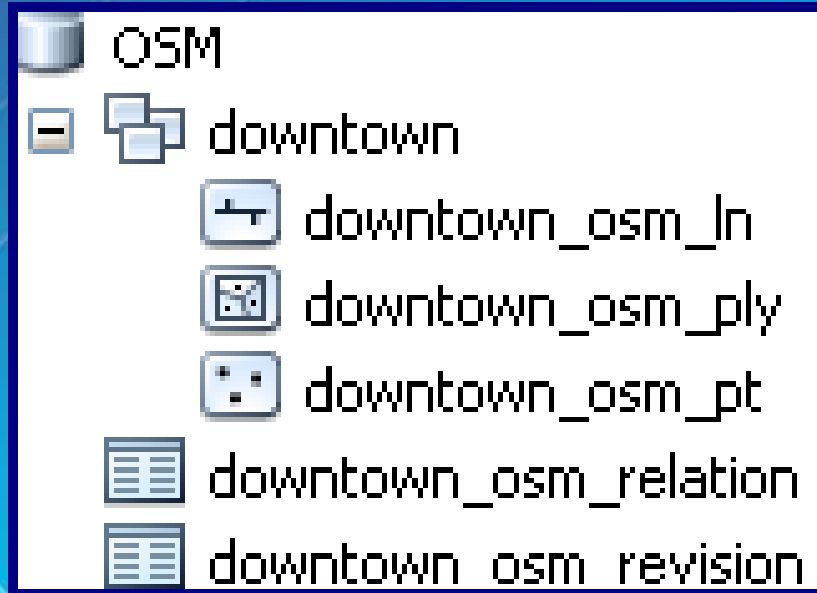 OSM
downtown
downtown_osm_ln
downtown_osm_ply
downtown_osm_pt
downtown_osm_relation
downtown_osm_revision